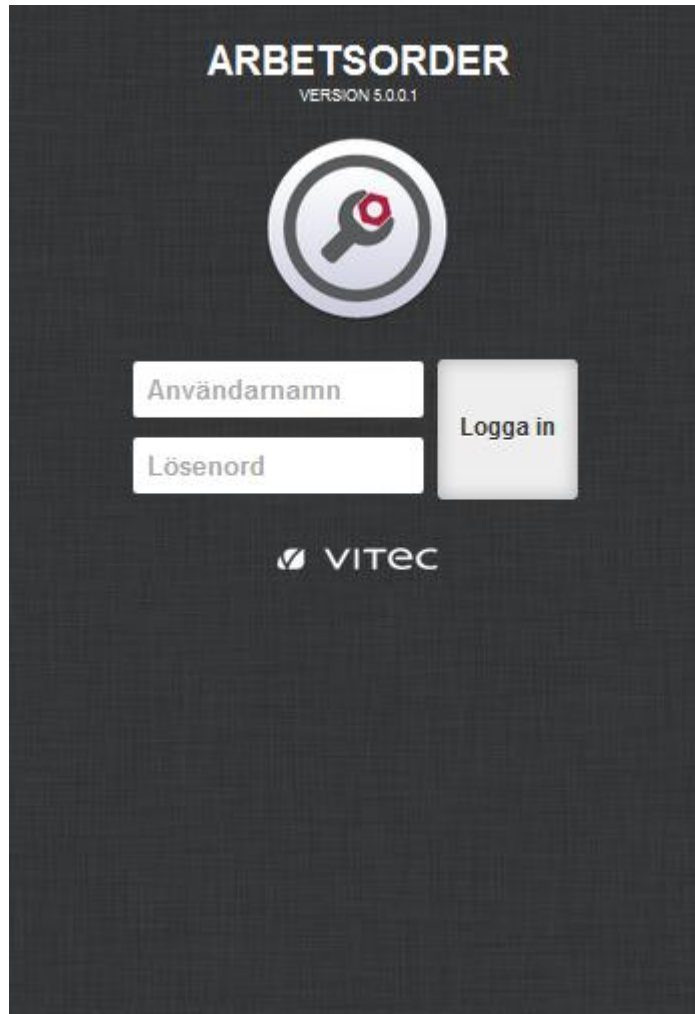 ARBETSORDER
VERSION 5.0.0.1
Användarnamn
Lösenord
Logga in
vitec